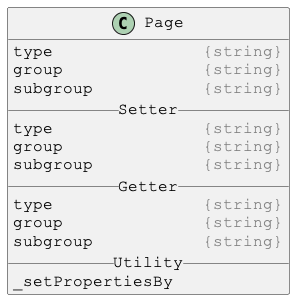 C Page
type {string}
group {string}
subgroup {string}
Setter
type {string}
group {string}
subgroup {string}
Getter
type {string}
group {string}
subgroup {string}
Utility
_setPropertiesBy